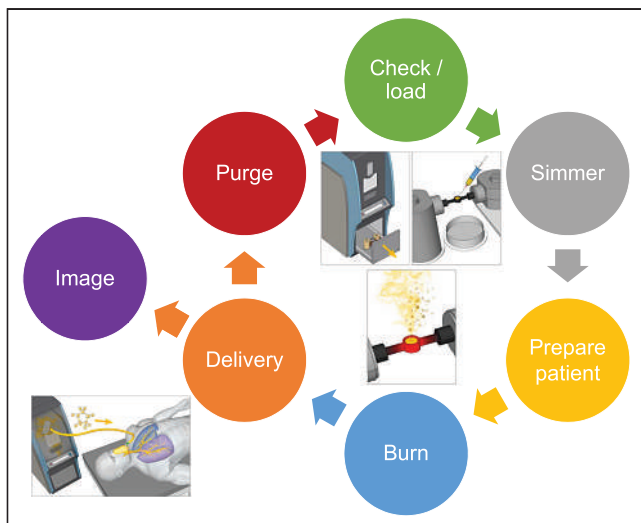 Check /
load
Purge
Simmer
Image
Delivery
Prepare
patient
Burn